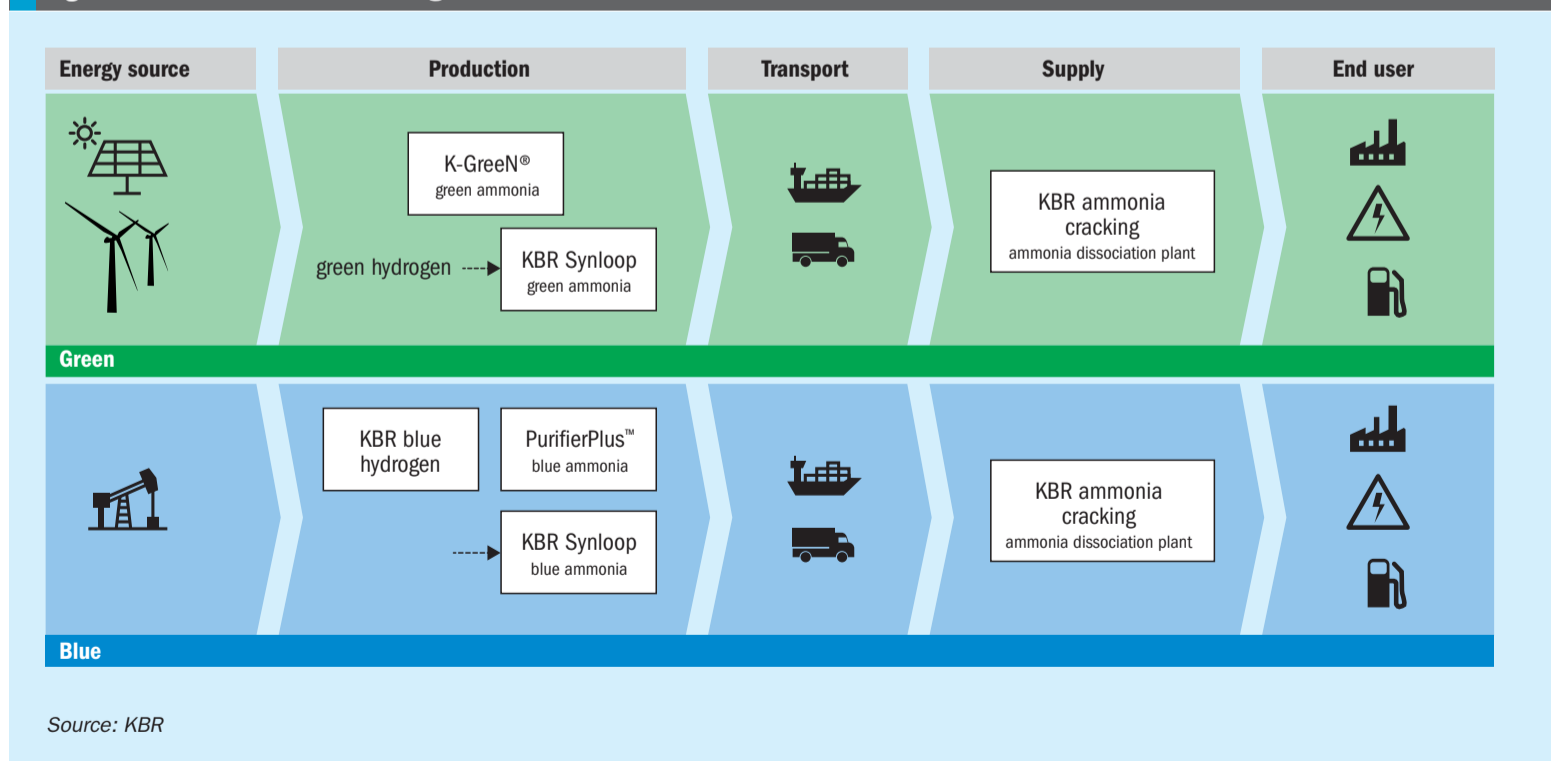 Energy source
Production
Transport
Supply
End user
K-GreeN®
green ammonia
green hydrogen
KBR Synloop
green ammonia
KBR ammonia
cracking
ammonia dissociation plant
Green
KBR blue
hydrogen
PurifierPlus™
blue ammonia
KBR Synloop
blue ammonia
KBR ammonia
cracking
ammonia dissociation plant
Blue
Source: KBR